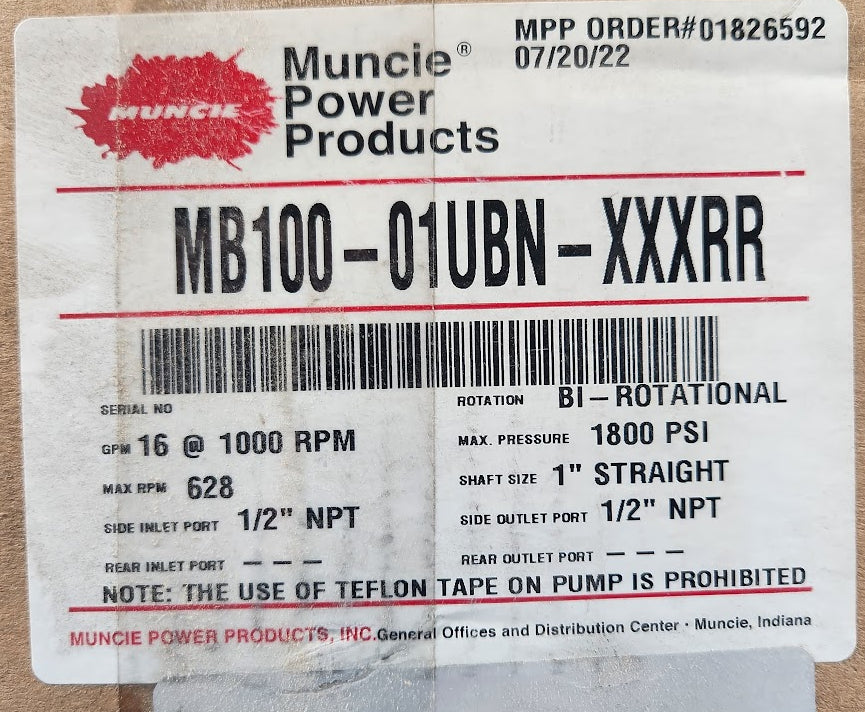 MPP ORDER#01826592
07/20/22
MUNCIE
Muncie®
Power
Products
MB100-01UBN-XXXRR
SERIAL NO
ROTATION BI-ROTATIONAL
GPM 16 @ 1000 RPM
MAX. PRESSURE 1800 PSI
MAX RPM 628
SHAFT SIZE 1" STRAIGHT
SIDE INLET PORT 1/2" NPT
SIDE OUTLET PORT 1/2" NPT
REAR INLET PORT ---
REAR OUTLET PORT ---
NOTE: THE USE OF TEFLON TAPE ON PUMP IS PROHIBITED
MUNCIE POWER PRODUCTS, INC. General Offices and Distribution Center · Muncie, Indiana